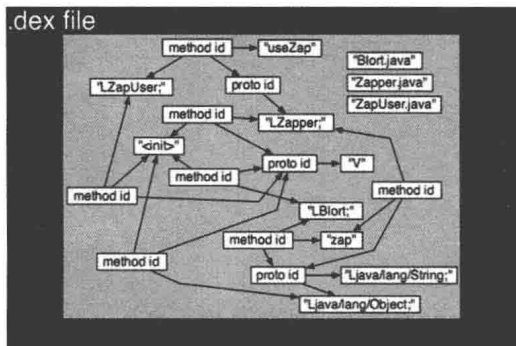 .dex file
method id "useZap"
"Blort.java"
"LZapUser;" proto id "Zapper.java"
method id "LZapper;" "ZapUser.java"
"<init>"
method id proto id "V"
method id method id
"LBlort;"
method id "zap"
method id
proto id "Ljava/lang/String;"
"Ljava/lang/Object;"